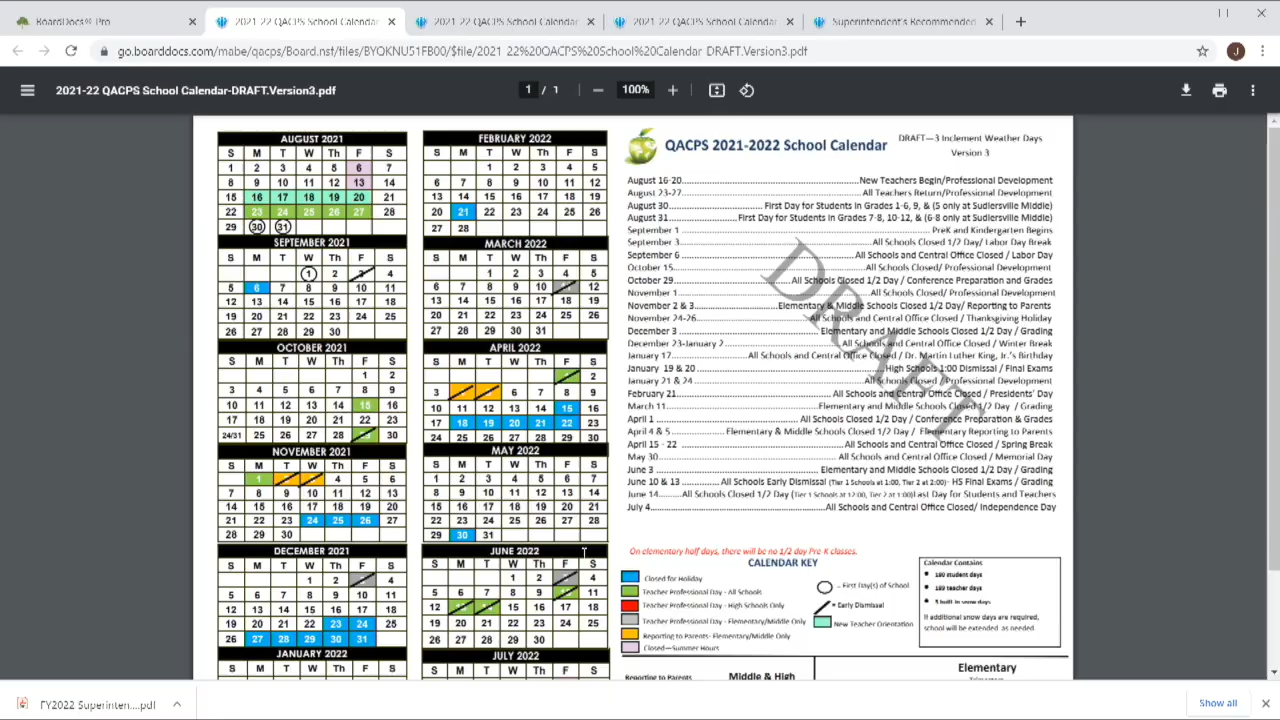 BoardDocs® Pro
2021-22 QACPS School Calendar
2021-22 QACPS School Calendar
2021-22 QACPS School Calendar
Superintendent's Recommended
go.boarddocs.com/mabe/qacps/Board.nsf/files/BYQKNU51FB00/$file/2021 22%20QACPS%20School%20Calendar DRAFT.Version3.pdf
J
2021-22 QACPS School Calendar-DRAFT.Version3.pdf
1 / 1
100%
AUGUST 2021
S M T W Th F S
1 2 3 4 5 6 7
8 9 10 11 12 13 14
15 16 17 18 19 20 21
22 23 24 25 26 27 28
29 30 31
SEPTEMBER 2021
S M T W Th F S
1 2 3 4
5 6 7 8 9 10 11
12 13 14 15 16 17 18
19 20 21 22 23 24 25
26 27 28 29 30
OCTOBER 2021
S M T W Th F S
1 2
3 4 5 6 7 8 9
10 11 12 13 14 15 16
17 18 19 20 21 22 23
24/31 25 26 27 28 29 30
NOVEMBER 2021
S M T W Th F S
1 4 5 6
7 8 9 10 11 12 13
14 15 16 17 18 19 20
21 22 23 24 25 26 27
28 29 30
DECEMBER 2021
S M T W Th F S
1 2 4
5 6 7 8 9 10 11
12 13 14 15 16 17 18
19 20 21 22 23 24 25
26 27 28 29 30 31
JANUARY 2022
S M T W Th F S
FEBRUARY 2022
S M T W Th F S
1 2 3 4 5
6 7 8 9 10 11 12
13 14 15 16 17 18 19
20 21 22 23 24 25 26
27 28
MARCH 2022
S M T W Th F S
1 2 3 4 5
6 7 8 9 10 12
13 14 15 16 17 18 19
20 21 22 23 24 25 26
27 28 29 30 31
APRIL 2022
S M T W Th F S
2
3 6 7 8 9
10 11 12 13 14 15 16
17 18 19 20 21 22 23
24 25 26 27 28 29 30
MAY 2022
S M T W Th F S
1 2 3 4 5 6 7
8 9 10 11 12 13 14
15 16 17 18 19 20 21
22 23 24 25 26 27 28
29 30 31
JUNE 2022
S M T W Th F S
1 2 4
5 6 7 8 9 11
12 15 16 17 18
19 20 21 22 23 24 25
26 27 28 29 30
JULY 2022
S M T W Th F S
QACPS 2021-2022 School Calendar
DRAFT—3 Inclement Weather Days
Version 3
August 16-20 New Teachers Begin/Professional Development
August 23-27 All Teachers Return/Professional Development
August 30 First Day for Students in Grades 1-6, 9, & (5 only at Sudlersville Middle)
August 31 First Day for Students in Grades 7-8, 10-12, & (6-8 only at Sudlersville Middle)
September 1 PreK and Kindergarten Begins
September 3 All Schools Closed 1/2 Day/ Labor Day Break
September 6 All Schools and Central Office Closed / Labor Day
October 15 All Schools Closed/ Professional Development
October 29 All Schools Closed 1/2 Day / Conference Preparation and Grades
November 1 All Schools Closed/ Professional Development
November 2 & 3 Elementary & Middle Schools Closed 1/2 Day/ Reporting to Parents
November 24-26 All Schools and Central Office Closed / Thanksgiving Holiday
December 3 Elementary and Middle Schools Closed 1/2 Day / Grading
December 23-January 2 All Schools and Central Office Closed / Winter Break
January 17 All Schools and Central Office Closed / Dr. Martin Luther King, Jr.'s Birthday
January 19 & 20 High Schools 1:00 Dismissal / Final Exams
January 21 & 24 All Schools Closed / Professional Development
February 21 All Schools and Central Office Closed / Presidents' Day
March 11 Elementary and Middle Schools Closed 1/2 Day / Grading
April 1 All Schools Closed 1/2 Day / Conference Preparation & Grades
April 4 & 5 Elementary & Middle Schools Closed 1/2 Day / Elementary Reporting to Parents
April 15 - 22 All Schools and Central Office Closed / Spring Break
May 30 All Schools and Central Office Closed / Memorial Day
June 3 Elementary and Middle Schools Closed 1/2 Day / Grading
June 10 & 13 All Schools Early Dismissal (Tier 1 Schools at 1:00, Tier 2 at 2:00)- HS Final Exams / Grading
June 14 All Schools Closed 1/2 Day (Tier 1 Schools at 12:00, Tier 2 at 1:00)Last Day for Students and Teachers
July 4 All Schools and Central Office Closed/ Independence Day
DRAFT
On elementary half days, there will be no 1/2 day Pre-K classes.
CALENDAR KEY
Closed for Holiday
Teacher Professional Day - All Schools
Teacher Professional Day - High Schools Only
Teacher Professional Day - Elementary/Middle Only
Reporting to Parents- Elementary/Middle Only
Closed—Summer Hours
- First Day(s) of School
= Early Dismissal
New Teacher Orientation
Calendar Contains
• 180 student days
• 189 teacher days
• 3 built in snow days
If additional snow days are required,
school will be extended as needed
Reporting to Parents
Middle & High
Elementary
FY2022 Superinten....pdf
Show all